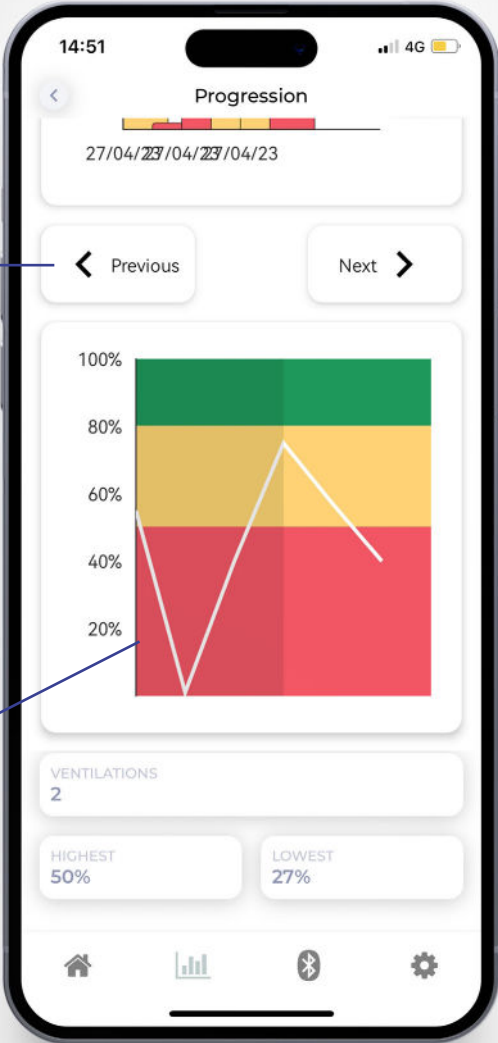 14:51
4G
Progression
27/04/23 27/04/23 27/04/23
Previous
Next
100%
80%
60%
40%
20%
VENTILATIONS
2
HIGHEST
50%
LOWEST
27%